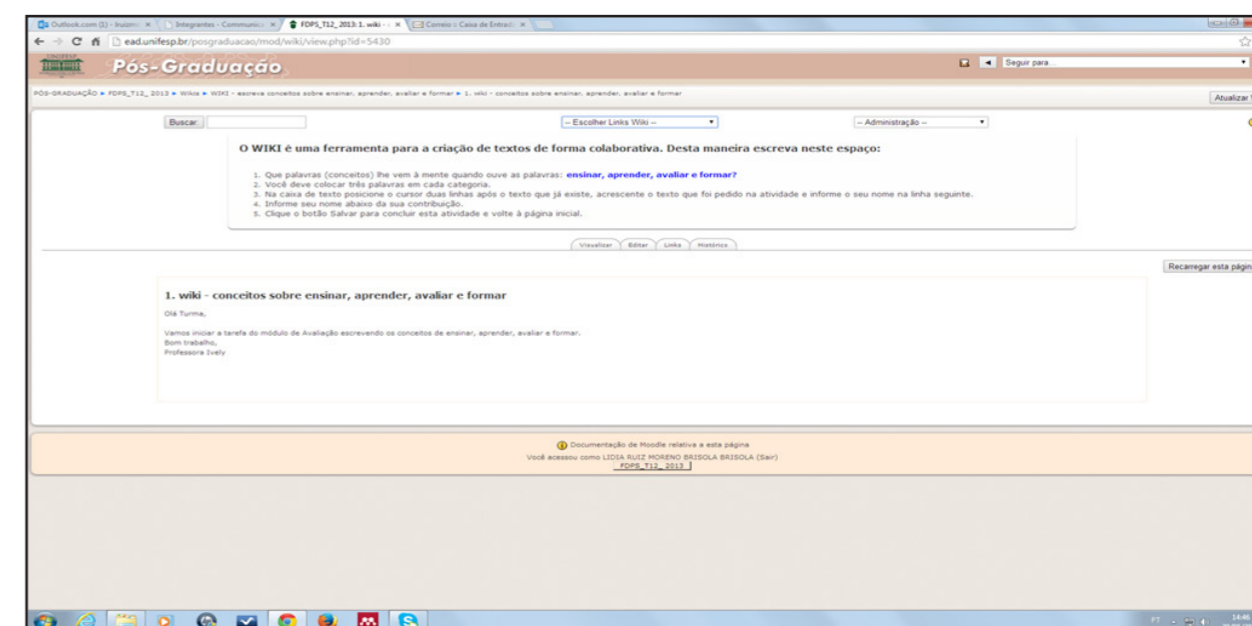 Outlook.com (1) - lruizmo
Integrantes - Communic
FDPS_T12_2013: 1. wiki -
Correio :: Caixa de Entrada
ead.unifesp.br/posgraduacao/mod/wiki/view.php?id=5430
UNIFESP
Pós-Graduação
Seguir para...
PÓS-GRADUAÇÃO ► FDPS_T12_ 2013 ► Wikis ► WIKI - escreva conceitos sobre ensinar, aprender, avaliar e formar ► 1. wiki - conceitos sobre ensinar, aprender, avaliar e formar
Atualizar
Buscar:
-- Escolher Links Wiki --
-- Administração --
O WIKI é uma ferramenta para a criação de textos de forma colaborativa. Desta maneira escreva neste espaço:
1. Que palavras (conceitos) lhe vem à mente quando ouve as palavras: ensinar, aprender, avaliar e formar?
2. Você deve colocar três palavras em cada categoria.
3. Na caixa de texto posicione o cursor duas linhas após o texto que já existe, acrescente o texto que foi pedido na atividade e informe o seu nome na linha seguinte.
4. Informe seu nome abaixo da sua contribuição.
5. Clique o botão Salvar para concluir esta atividade e volte à página inicial.
Visualizar Editar Links Histórico
Recarregar esta págin
1. wiki - conceitos sobre ensinar, aprender, avaliar e formar
Olá Turma,
Vamos iniciar a tarefa do módulo de Avaliação escrevendo os conceitos de ensinar, aprender, avaliar e formar.
Bom trabalho,
Professora Ively
Documentação de Moodle relativa a esta página
Você acessou como LIDIA RUIZ MORENO BRISOLA BRISOLA (Sair)
FDPS_T12_ 2013
PT
14:46